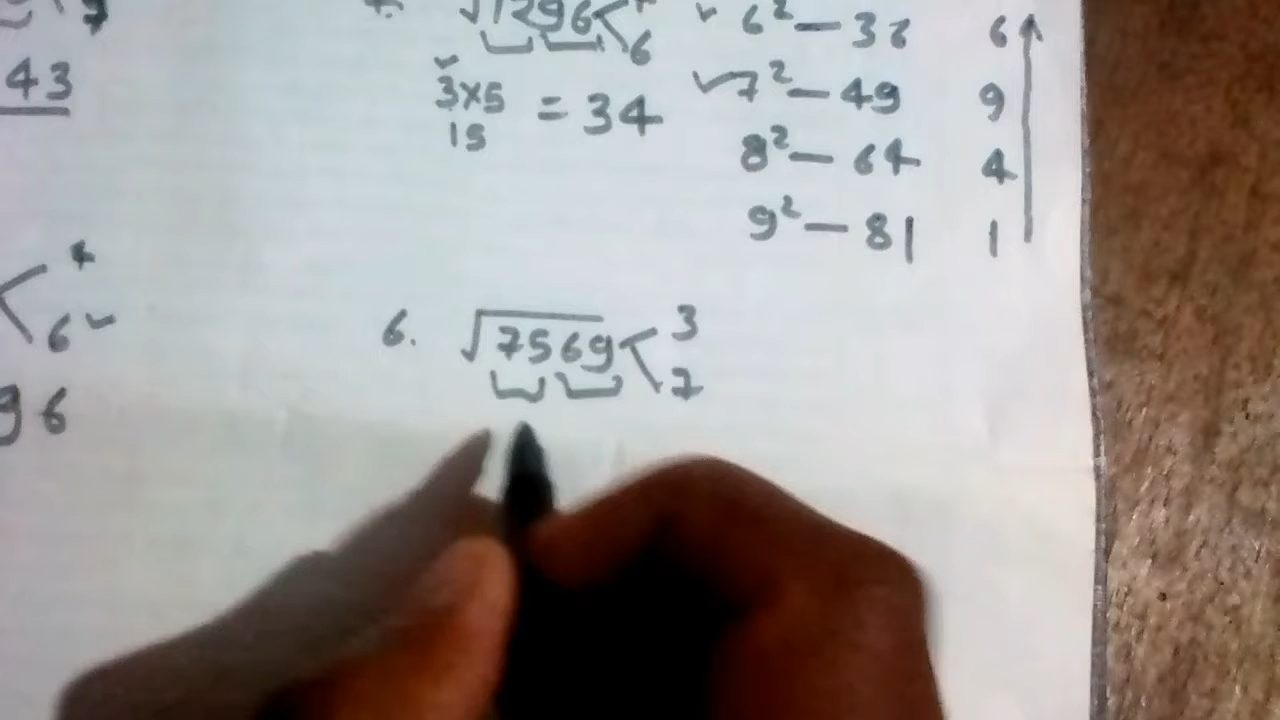 √1296 < 6
3×5 = 34
15
6² — 36 6
7² — 49 9
8² — 64 4
9² — 81 1
43
6
96
6. √7569 < 3
7